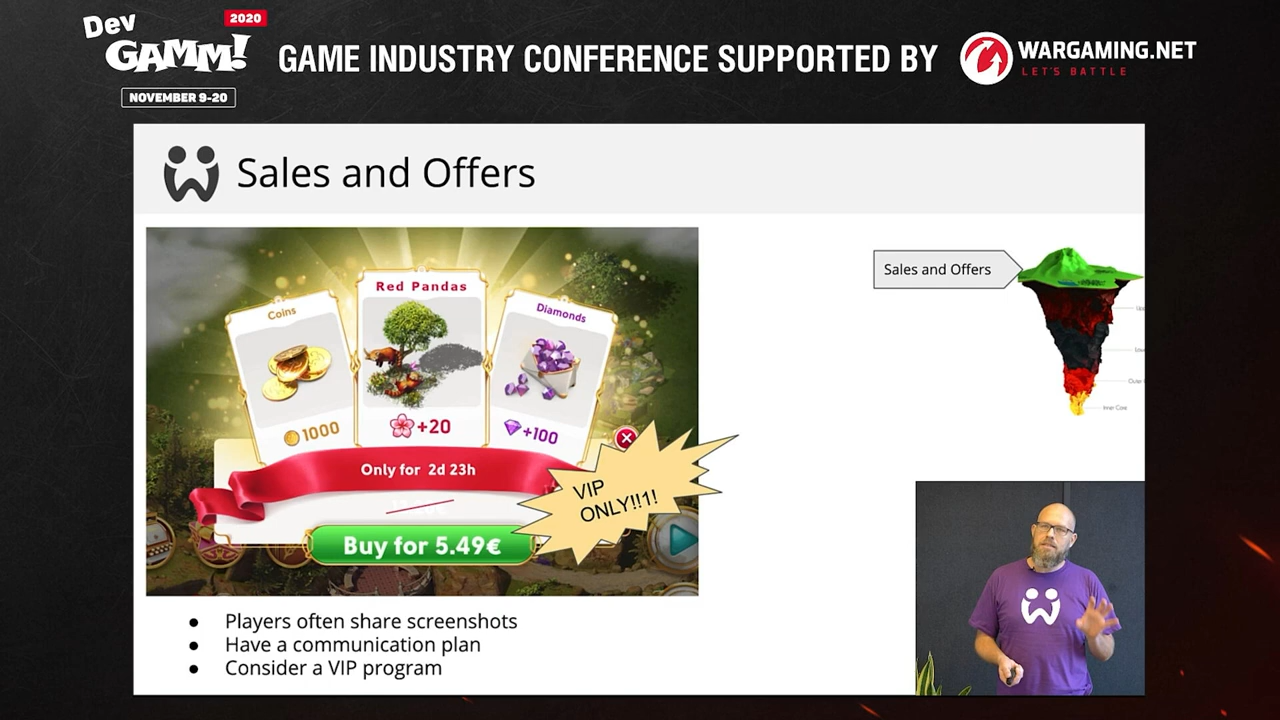 Dev
GAMM!
2020
NOVEMBER 9-20
GAME INDUSTRY CONFERENCE SUPPORTED BY
WARGAMING.NET
LET'S BATTLE
Sales and Offers
Coins
1000
Red Pandas
+20
Diamonds
+100
Only for 2d 23h
VIP
ONLY!!1!
Buy for 5.49€
Sales and Offers
Inner Core
• Players often share screenshots
• Have a communication plan
• Consider a VIP program